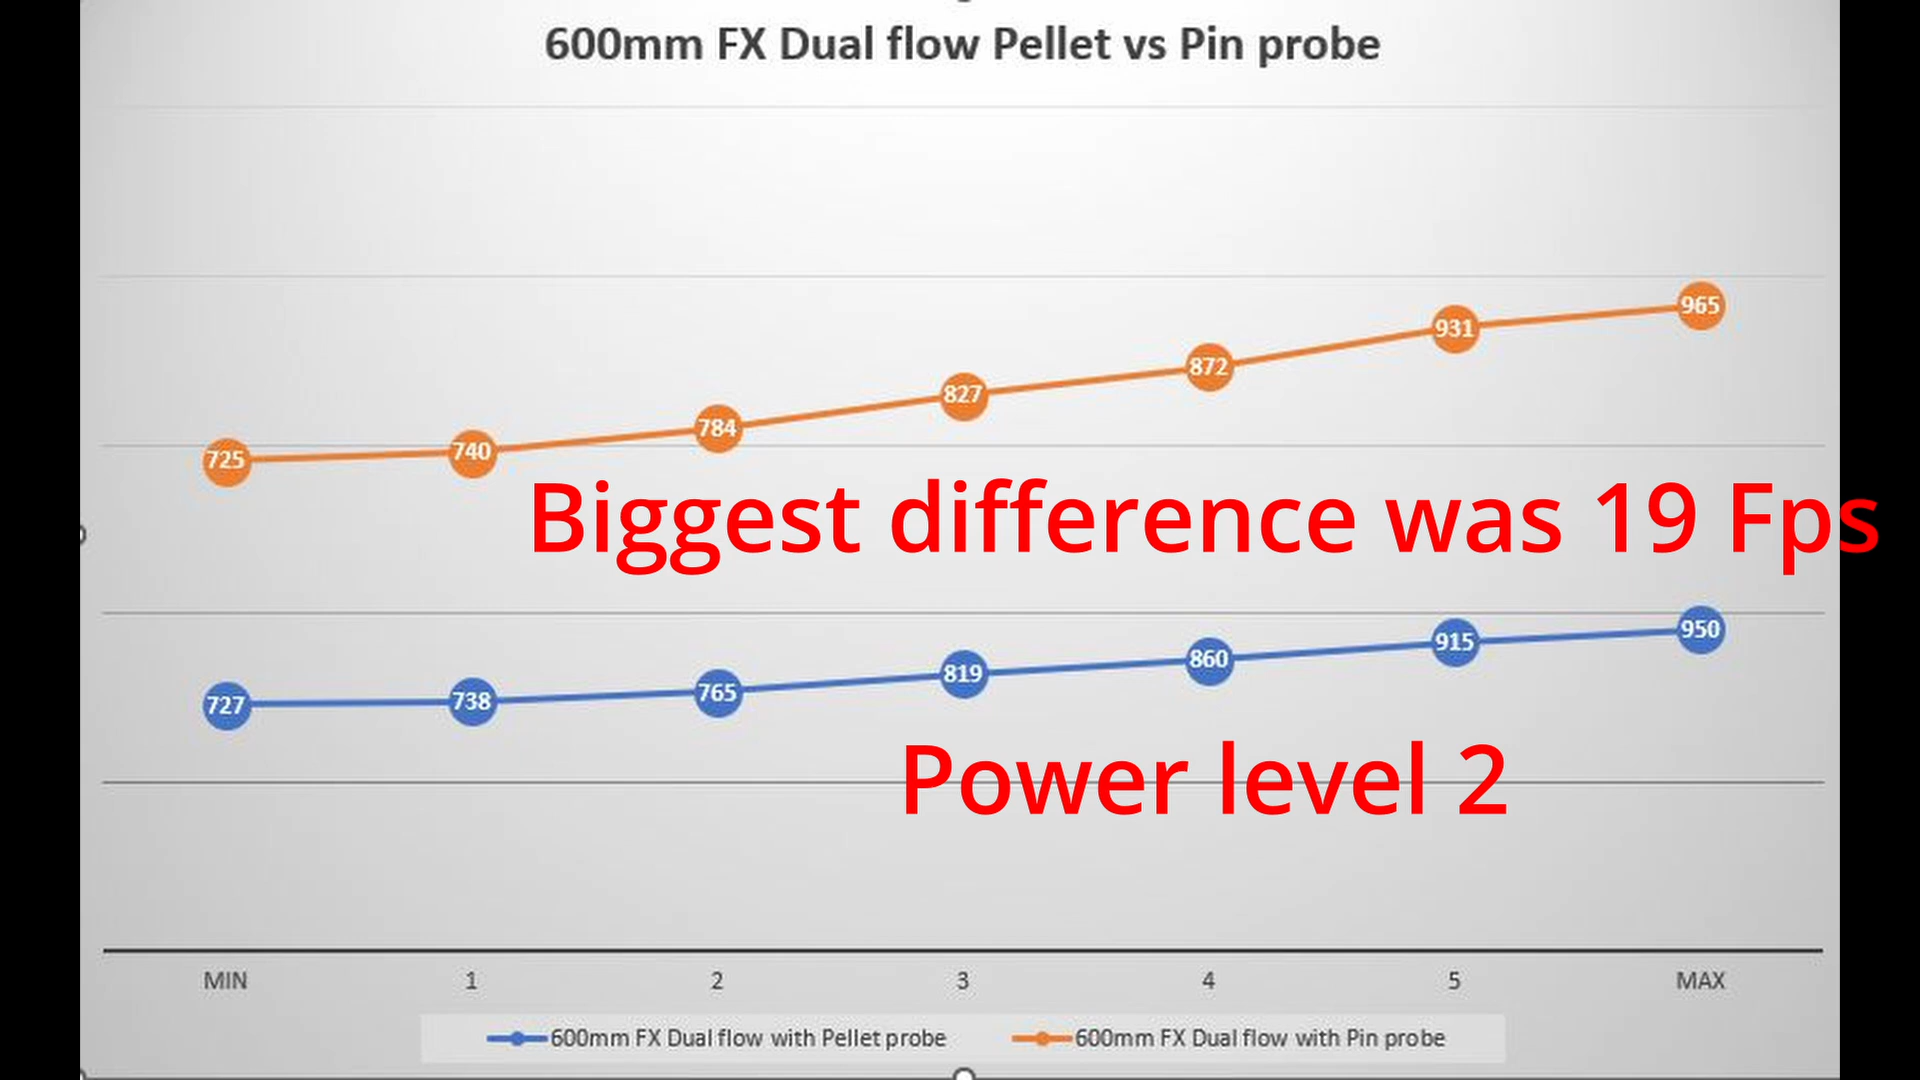 600mm FX Dual flow Pellet vs Pin probe
725 740 784 827 872 931 965
Biggest difference was 19 Fps
727 738 765 819 860 915 950
Power level 2
MIN 1 2 3 4 5 MAX
600mm FX Dual flow with Pellet probe 600mm FX Dual flow with Pin probe